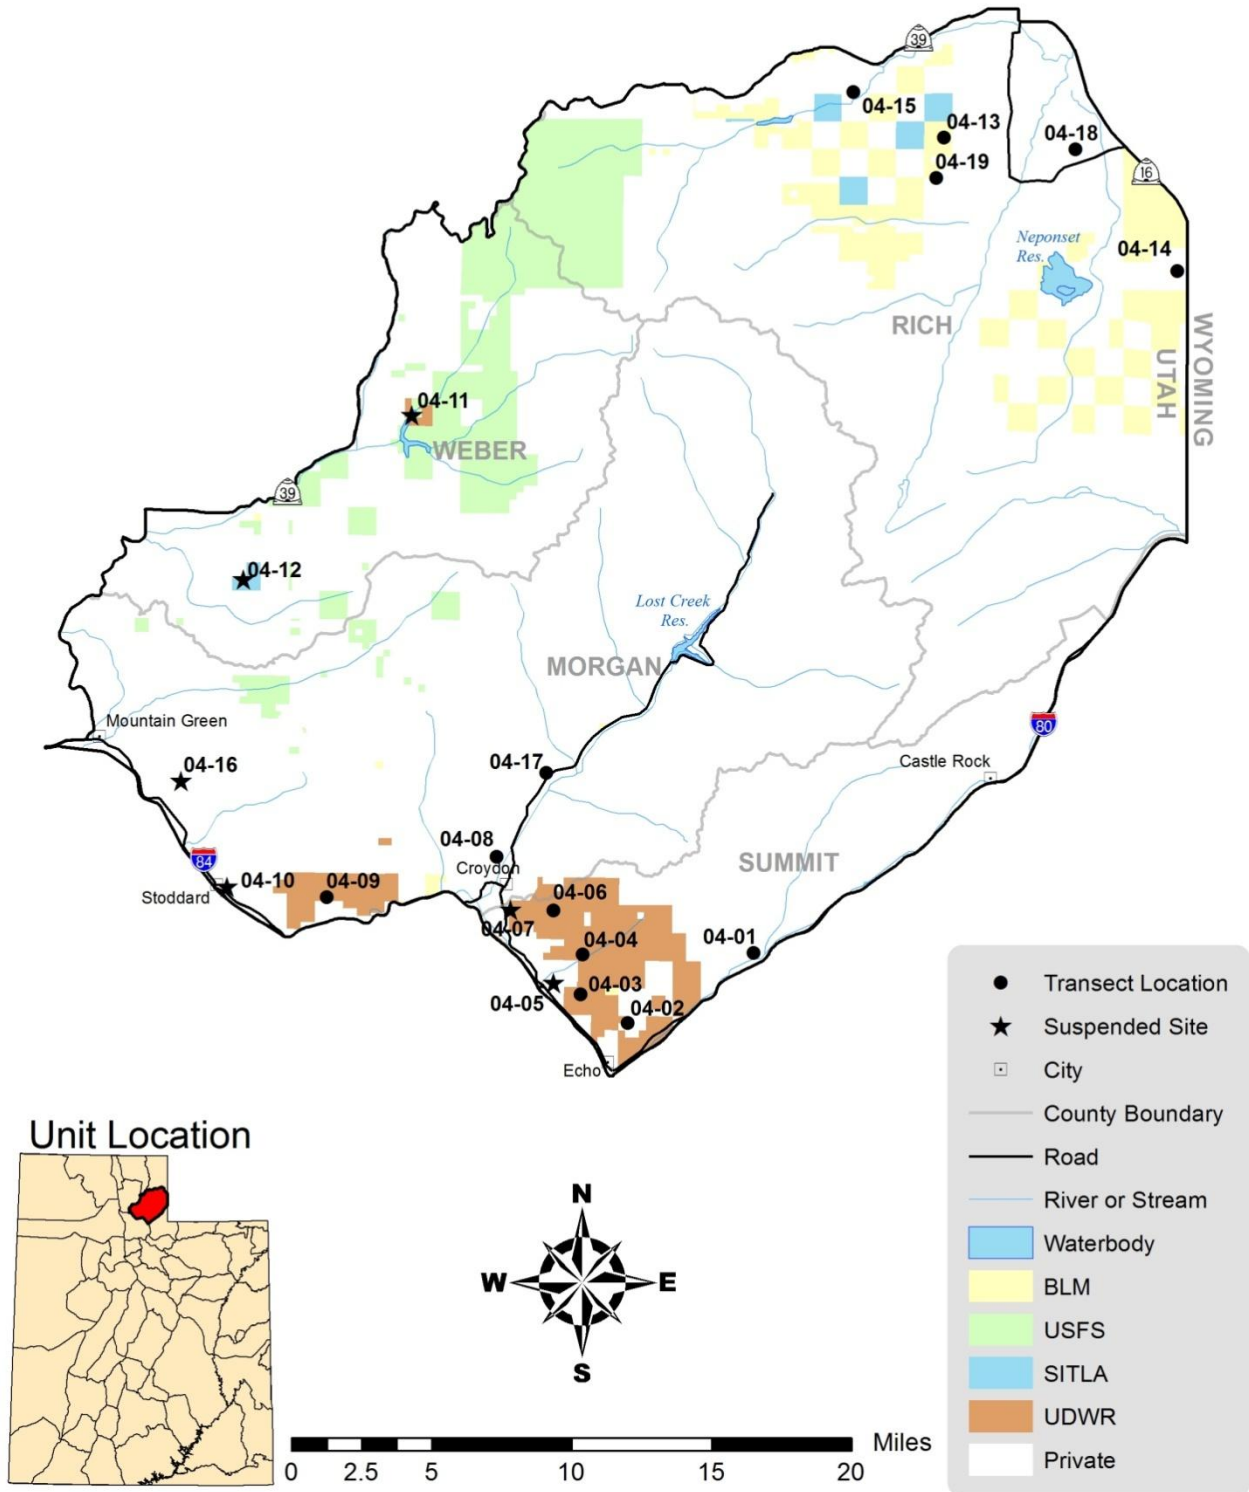 39
04-15
04-13
04-18
04-19
16
Neponset
Res.
04-14
RICH
WYOMING
UTAH
04-11
WEBER
39
04-12
Lost Creek
Res.
MORGAN
Mountain Green
80
04-16
04-17
Castle Rock
04-08
SUMMIT
84
Croydon
04-10
04-09
04-06
Stoddard
04-07
04-04
04-01
04-03
04-05
04-02
Echo
Transect Location
Suspended Site
City
County Boundary
Road
River or Stream
Waterbody
BLM
USFS
SITLA
UDWR
Private
Unit Location
N
W E
S
Miles
0 2.5 5 10 15 20